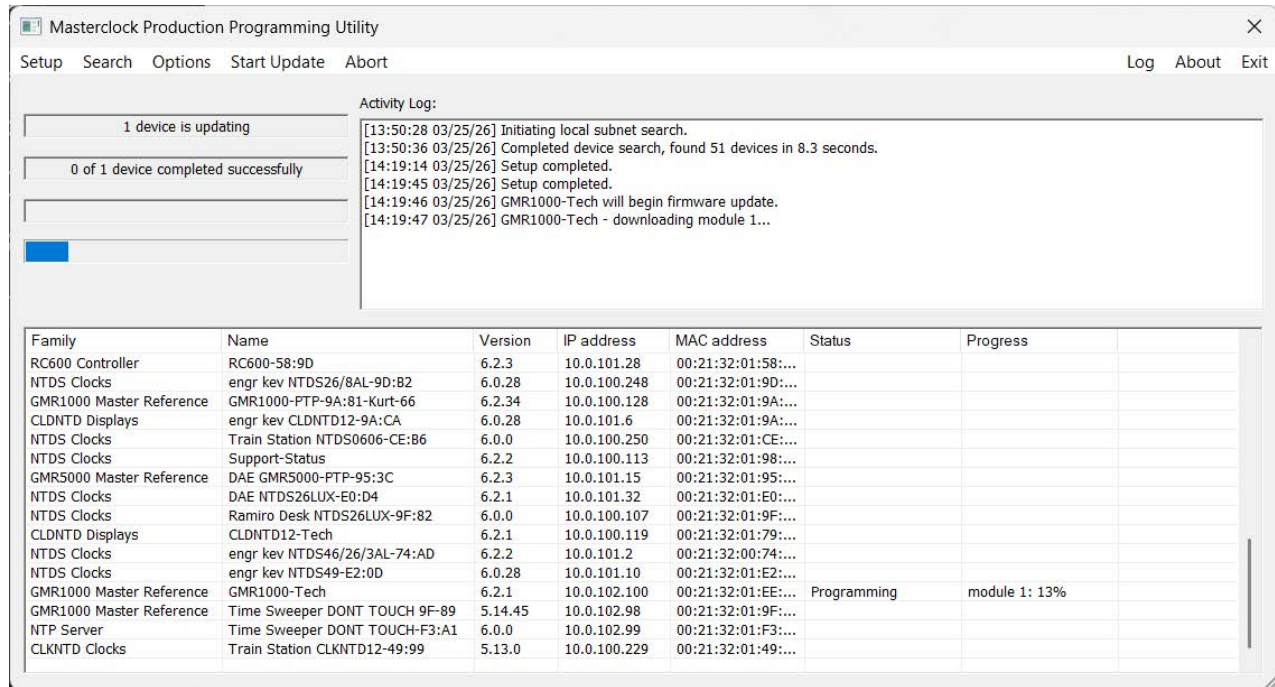 Masterclock Production Programming Utility
Setup Search Options Start Update Abort Log About Exit
1 device is updating
0 of 1 device completed successfully
Activity Log:
[13:50:28 03/25/26] Initiating local subnet search.
[13:50:36 03/25/26] Completed device search, found 51 devices in 8.3 seconds.
[14:19:14 03/25/26] Setup completed.
[14:19:45 03/25/26] Setup completed.
[14:19:46 03/25/26] GMR1000-Tech will begin firmware update.
[14:19:47 03/25/26] GMR1000-Tech - downloading module 1...
Family Name Version IP address MAC address Status Progress
RC600 Controller RC600-58:9D 6.2.3 10.0.101.28 00:21:32:01:58:...
NTDS Clocks engr kev NTDS26/8AL-9D:B2 6.0.28 10.0.100.248 00:21:32:01:9D:...
GMR1000 Master Reference GMR1000-PTP-9A:81-Kurt-66 6.2.34 10.0.100.128 00:21:32:01:9A:...
CLDNTD Displays engr kev CLDNTD12-9A:CA 6.0.28 10.0.101.6 00:21:32:01:9A:...
NTDS Clocks Train Station NTDS0606-CE:B6 6.0.0 10.0.100.250 00:21:32:01:CE:...
NTDS Clocks Support-Status 6.2.2 10.0.100.113 00:21:32:01:98:...
GMR5000 Master Reference DAE GMR5000-PTP-95:3C 6.2.3 10.0.101.15 00:21:32:01:95:...
NTDS Clocks DAE NTDS26LUX-E0:D4 6.2.1 10.0.101.32 00:21:32:01:E0:...
NTDS Clocks Ramiro Desk NTDS26LUX-9F:82 6.0.0 10.0.100.107 00:21:32:01:9F:...
CLDNTD Displays CLDNTD12-Tech 6.2.1 10.0.100.119 00:21:32:01:79:...
NTDS Clocks engr kev NTDS46/26/3AL-74:AD 6.2.2 10.0.101.2 00:21:32:00:74:...
NTDS Clocks engr kev NTDS49-E2:0D 6.0.28 10.0.101.10 00:21:32:01:E2:...
GMR1000 Master Reference GMR1000-Tech 6.2.1 10.0.102.100 00:21:32:01:EE:... Programming module 1: 13%
GMR1000 Master Reference Time Sweeper DONT TOUCH 9F-89 5.14.45 10.0.102.98 00:21:32:01:9F:...
NTP Server Time Sweeper DONT TOUCH-F3:A1 6.0.0 10.0.102.99 00:21:32:01:F3:...
CLKNTD Clocks Train Station CLKNTD12-49:99 5.13.0 10.0.100.229 00:21:32:01:49:...